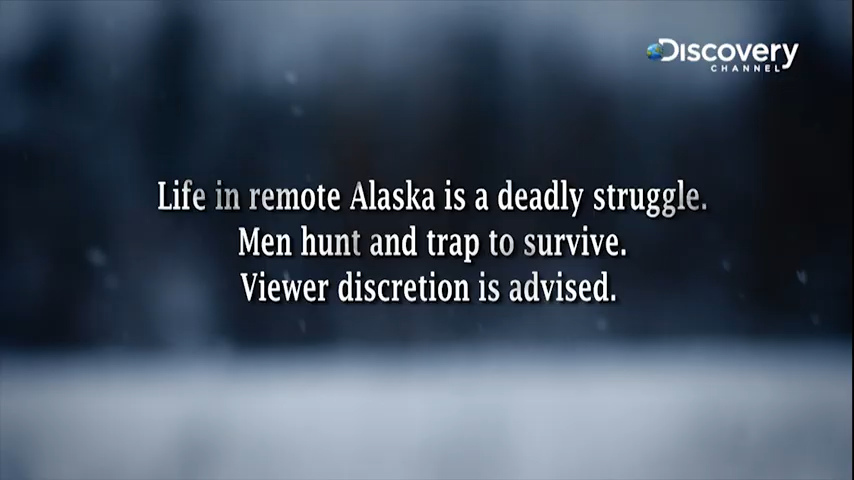 Discovery
CHANNEL
Life in remote Alaska is a deadly struggle.
Men hunt and trap to survive.
Viewer discretion is advised.